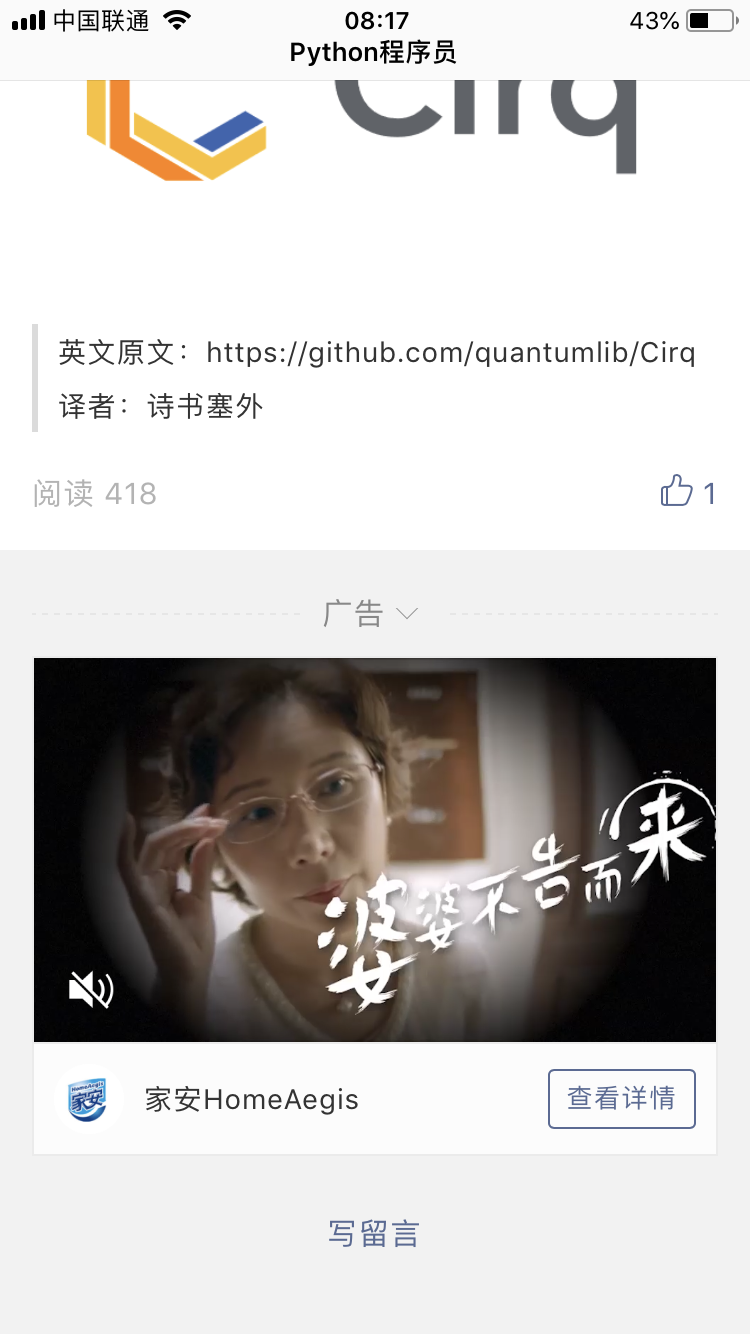 中国联通 08:17 43%
Python程序员
Cirq
英文原文：https://github.com/quantumlib/Cirq
译者：诗书塞外
阅读 418 1
广告
婆婆不告而来
HomeAegis
家安
家安HomeAegis
查看详情
写留言